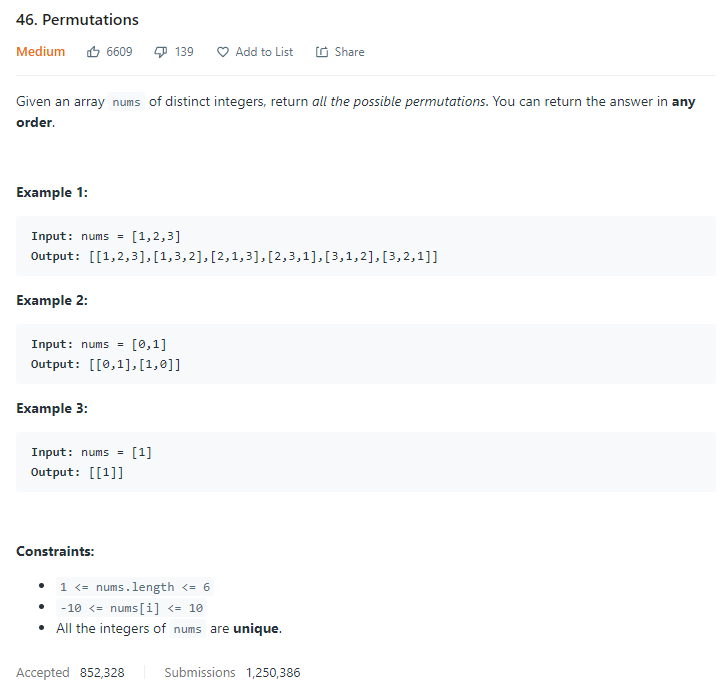 46. Permutations
Medium 6609 139 Add to List Share
Given an array nums of distinct integers, return all the possible permutations. You can return the answer in any
order.
Example 1:
Input: nums = [1,2,3]
Output: [[1,2,3],[1,3,2],[2,1,3],[2,3,1],[3,1,2],[3,2,1]]
Example 2:
Input: nums = [0,1]
Output: [[0,1],[1,0]]
Example 3:
Input: nums = [1]
Output: [[1]]
Constraints:
• 1 <= nums.length <= 6
• -10 <= nums[i] <= 10
• All the integers of nums are unique.
Accepted 852,328 Submissions 1,250,386